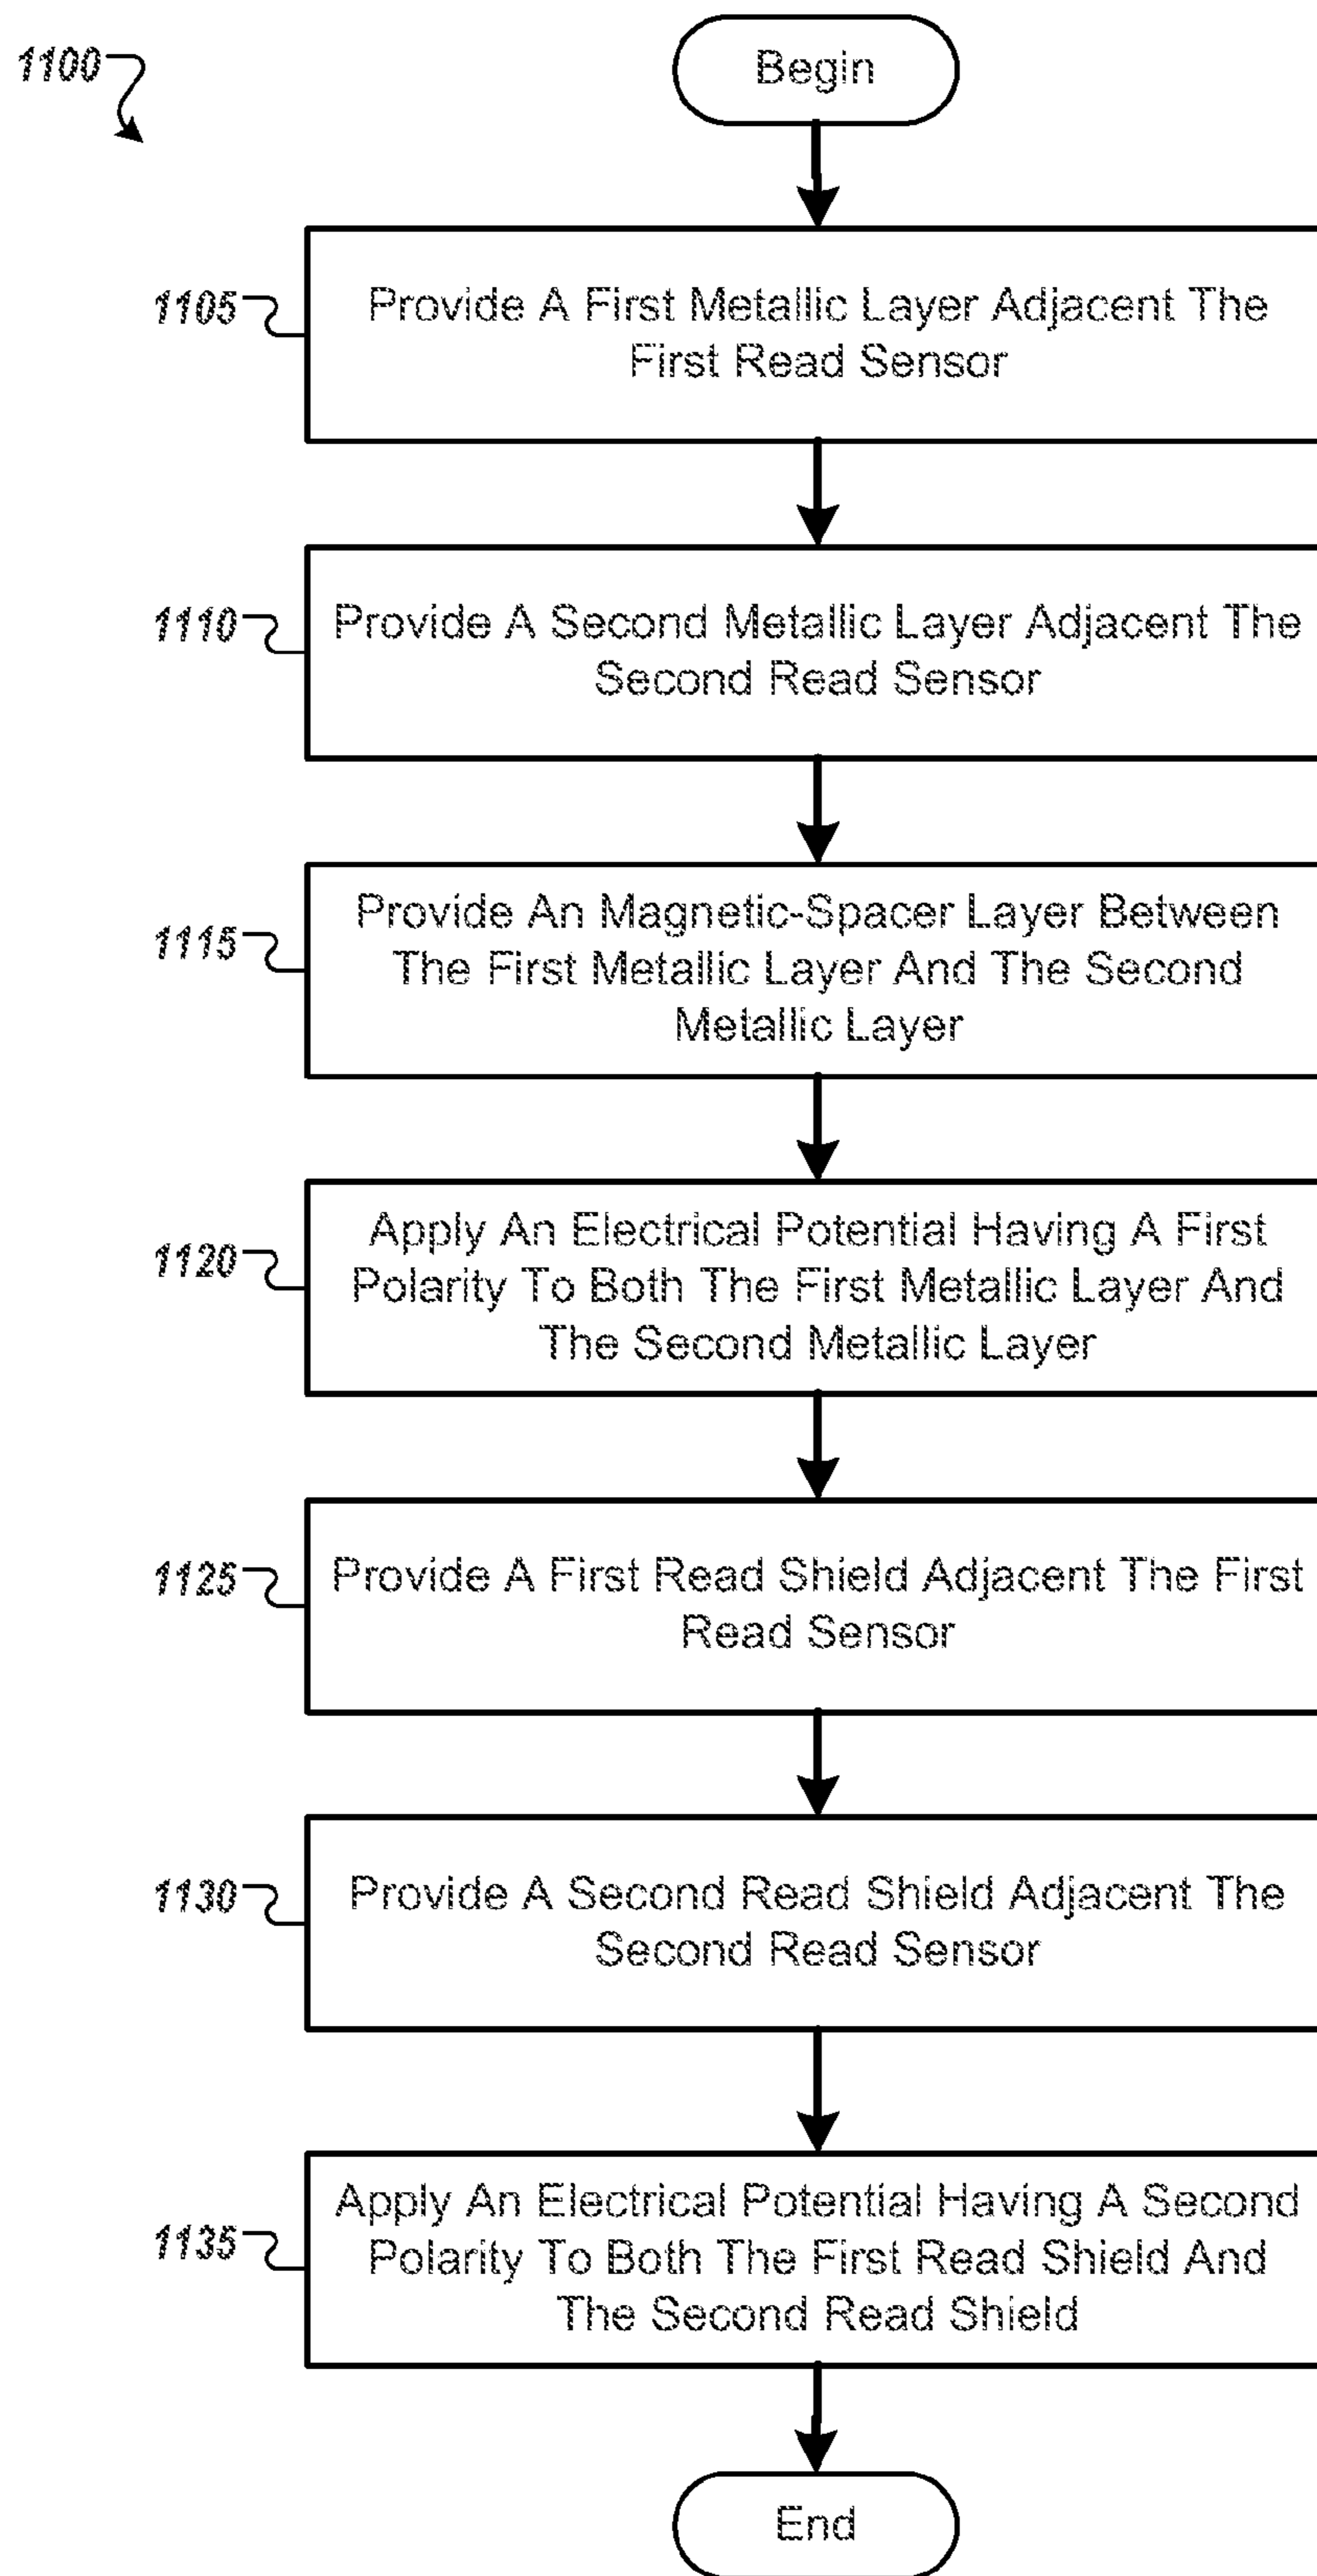 1100
Begin
1105
Provide A First Metallic Layer Adjacent The
First Read Sensor
1110
Provide A Second Metallic Layer Adjacent The
Second Read Sensor
1115
Provide An Magnetic-Spacer Layer Between
The First Metallic Layer And The Second
Metallic Layer
1120
Apply An Electrical Potential Having A First
Polarity To Both The First Metallic Layer And
The Second Metallic Layer
1125
Provide A First Read Shield Adjacent The First
Read Sensor
1130
Provide A Second Read Shield Adjacent The
Second Read Sensor
1135
Apply An Electrical Potential Having A Second
Polarity To Both The First Read Shield And
The Second Read Shield
End